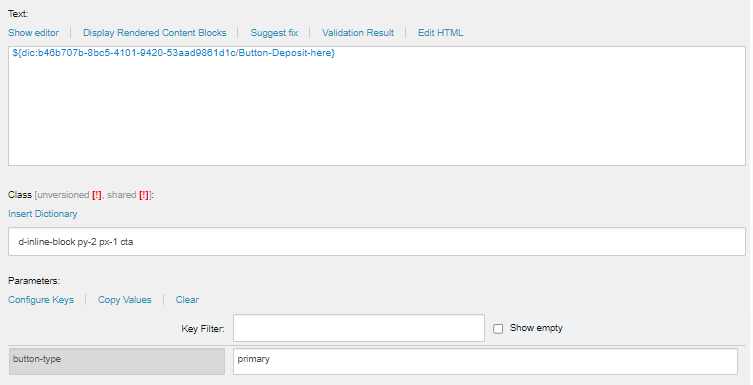 Text:
Show editor | Display Rendered Content Blocks | Suggest fix | Validation Result | Edit HTML
${dic:b46b707b-8bc5-4101-9420-53aad9861d1c/Button-Deposit-here}
Class [unversioned [!], shared [!]]:
Insert Dictionary
d-inline-block py-2 px-1 cta
Parameters:
Configure Keys | Copy Values | Clear
Key Filter: Show empty
button-type primary